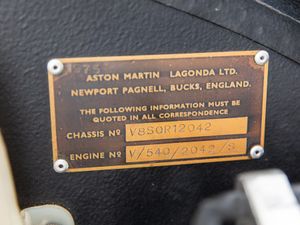 ASTON MARTIN LAGONDA LTD.
NEWPORT PAGNELL, BUCKS, ENGLAND.
THE FOLLOWING INFORMATION MUST BE
QUOTED IN ALL CORRESPONDENCE
CHASSIS Nº V8SOR12042
ENGINE Nº V/540/2042/S